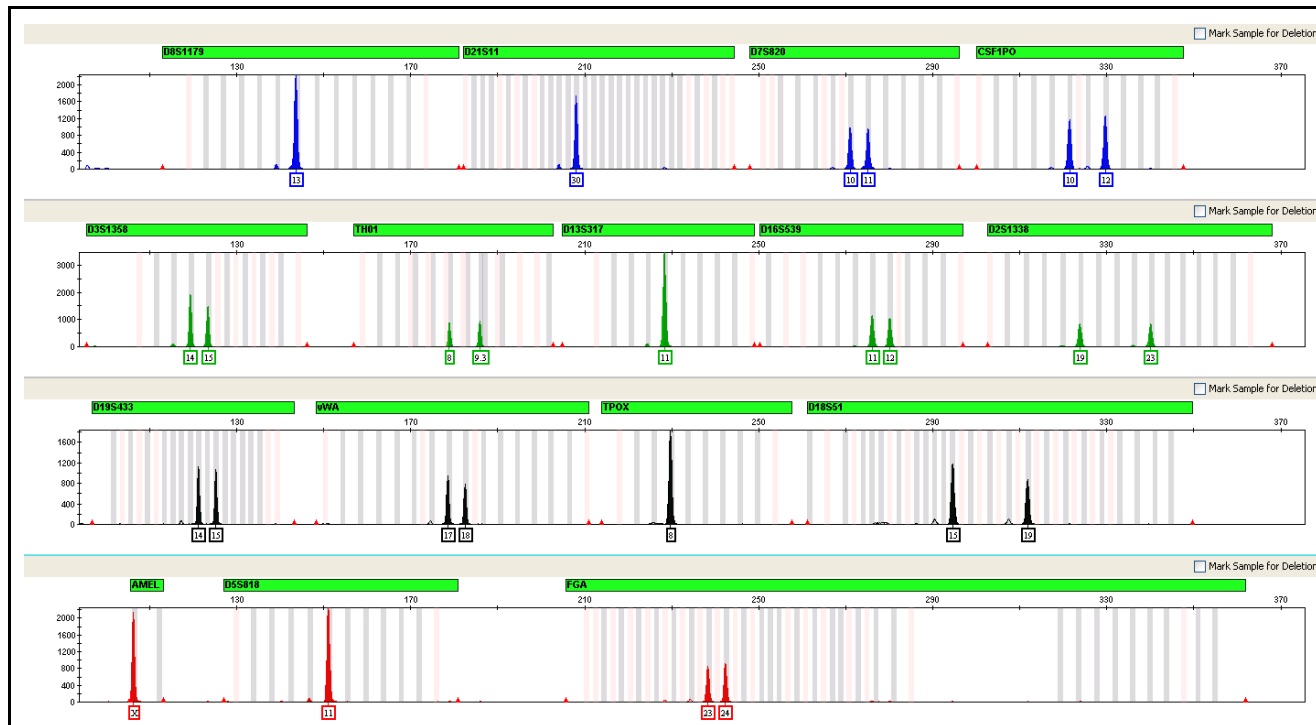 Mark Sample for Deletion
D8S1179 D21S11 D7S820 CSF1PO
130 170 210 250 290 330 370
2000
1600
1200
800
400
0
13 30 10 11 10 12
Mark Sample for Deletion
D3S1358 TH01 D13S317 D16S539 D2S1338
130 170 210 250 290 330 370
3000
2000
1000
0
14 15 8 9.3 11 11 12 19 23
Mark Sample for Deletion
D19S433 vWA TPOX D18S51
130 170 210 250 290 330 370
1600
1200
800
400
0
14 15 17 18 8 15 19
Mark Sample for Deletion
AMEL D5S818 FGA
130 170 210 250 290 330 370
2000
1600
1200
800
400
0
X 11 23 24